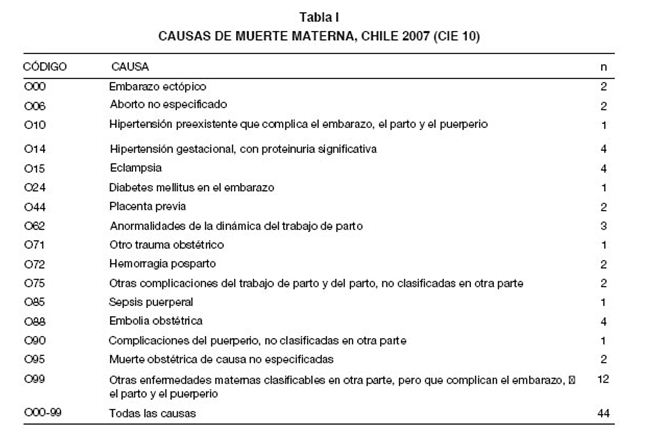 Tabla I
CAUSAS DE MUERTE MATERNA, CHILE 2007 (CIE 10)
CÓDIGO CAUSA n
O00 Embarazo ectópico 2
O06 Aborto no especificado 2
O10 Hipertensión preexistente que complica el embarazo, el parto y el puerperio 1
O14 Hipertensión gestacional, con proteinuria significativa 4
O15 Eclampsia 4
O24 Diabetes mellitus en el embarazo 1
O44 Placenta previa 2
O62 Anormalidades de la dinámica del trabajo de parto 3
O71 Otro trauma obstétrico 1
O72 Hemorragia posparto 2
O75 Otras complicaciones del trabajo de parto y del parto, no clasificadas en otra parte 2
O85 Sepsis puerperal 1
O88 Embolia obstétrica 4
O90 Complicaciones del puerperio, no clasificadas en otra parte 1
O95 Muerte obstétrica de causa no especificadas 2
O99 Otras enfermedades maternas clasificables en otra parte, pero que complican el embarazo, 12
el parto y el puerperio
O00-99 Todas las causas 44